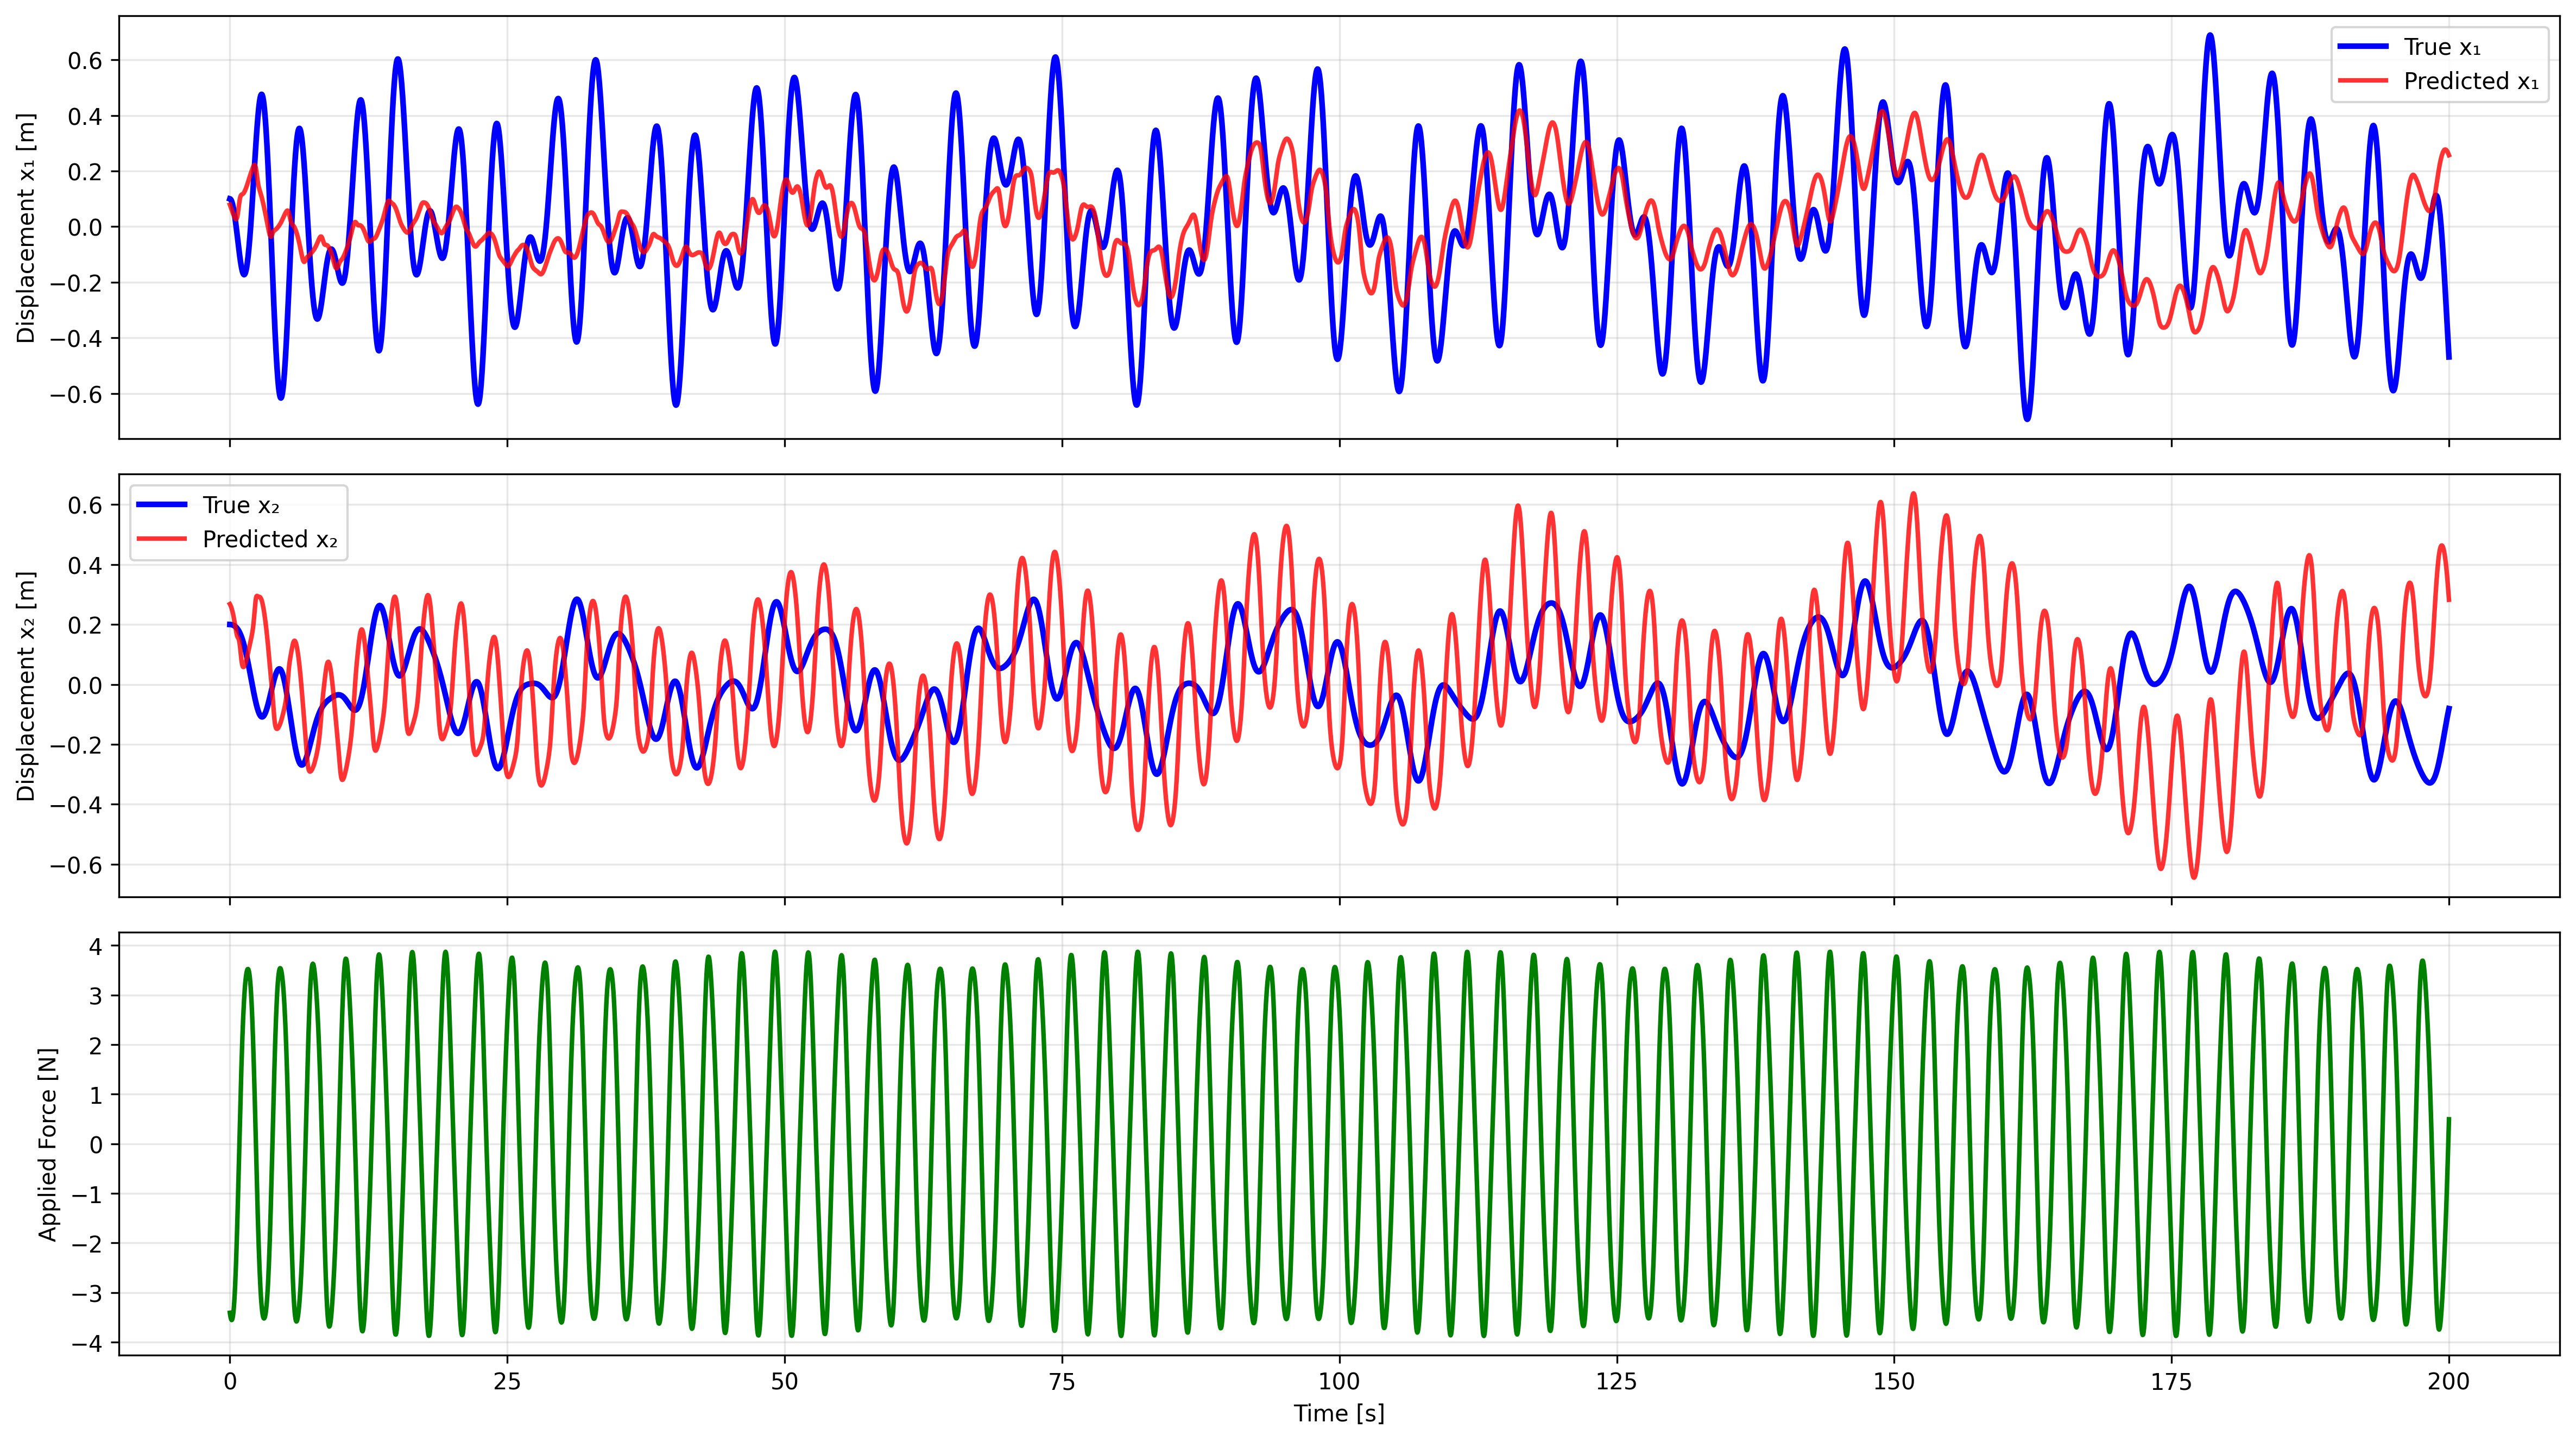 Displacement x₁ [m]
0.6
0.4
0.2
0.0
−0.2
−0.4
−0.6
True x₁
Predicted x₁
Displacement x₂ [m]
0.6
0.4
0.2
0.0
−0.2
−0.4
−0.6
True x₂
Predicted x₂
Applied Force [N]
4
3
2
1
0
−1
−2
−3
−4
0 25 50 75 100 125 150 175 200
Time [s]